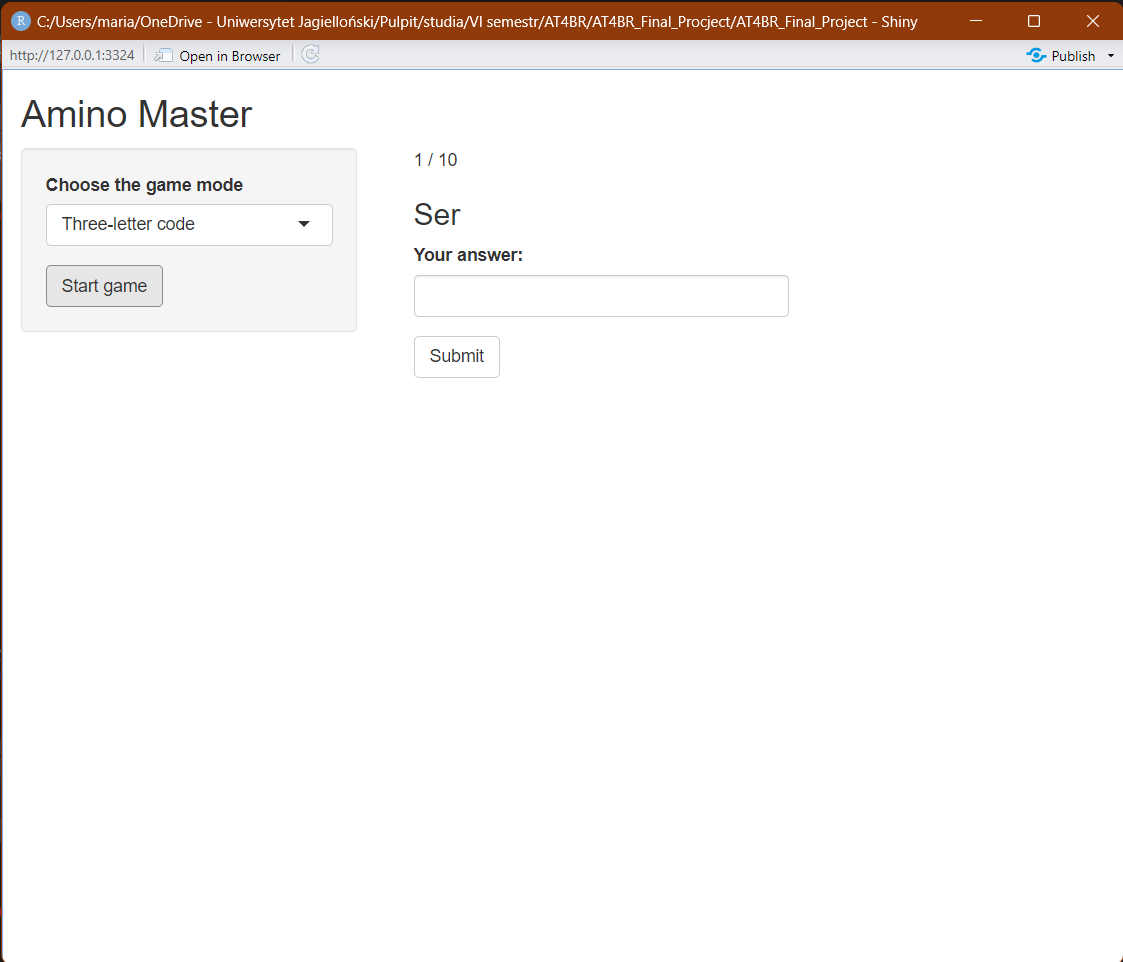 C:/Users/maria/OneDrive - Uniwersytet Jagielloński/Pulpit/studia/VI semestr/AT4BR/AT4BR_Final_Procject/AT4BR_Final_Project - Shiny
http://127.0.0.1:3324 Open in Browser Publish
Amino Master
Choose the game mode
Three-letter code
Start game
1 / 10
Ser
Your answer:
Submit